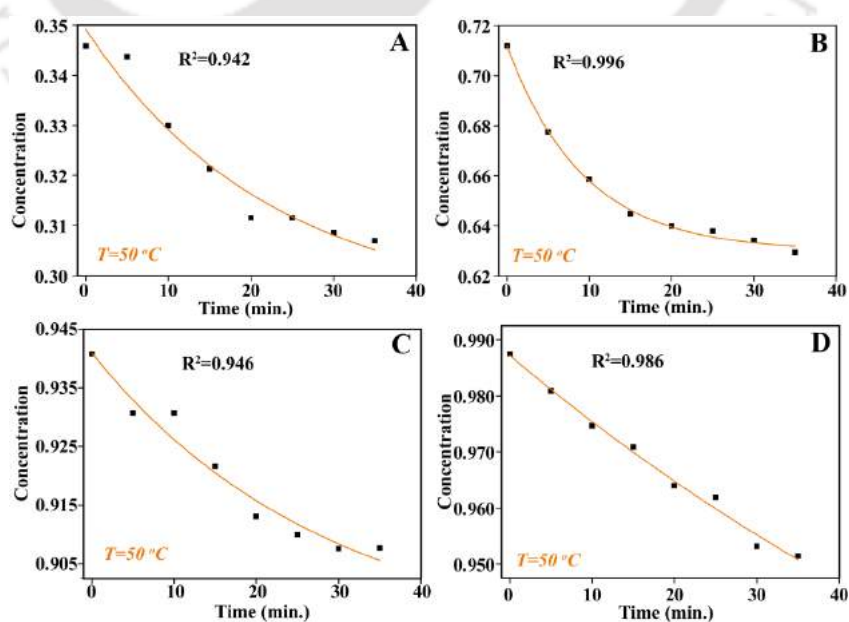 A
R²=0.942
Concentration
0.35
0.34
0.33
0.32
0.31
0.30
T=50 °C
0 10 20 30 40
Time (min.)
B
R²=0.996
Concentration
0.72
0.70
0.68
0.66
0.64
0.62
T=50 °C
0 10 20 30 40
Time (min.)
C
R²=0.946
Concentration
0.945
0.935
0.925
0.915
0.905
T=50 °C
0 10 20 30 40
Time (min.)
D
R²=0.986
Concentration
0.990
0.980
0.970
0.960
0.950
T=50 °C
0 10 20 30 40
Time (min.)